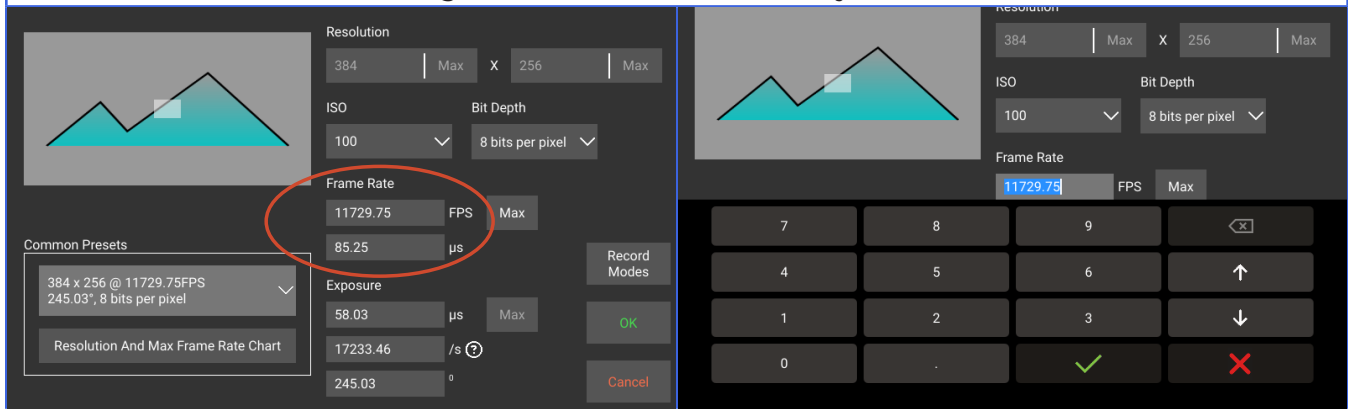 Resolution
384 Max X 256 Max
ISO Bit Depth
100 8 bits per pixel
Frame Rate
11729.75 FPS Max
85.25 µs
Common Presets
384 x 256 @ 11729.75FPS
245.03°, 8 bits per pixel
Resolution And Max Frame Rate Chart
Exposure
58.03 µs Max
17233.46 /s ?
245.03 °
Record
Modes
OK
Cancel
Resolution
384 Max X 256 Max
ISO Bit Depth
100 8 bits per pixel
Frame Rate
11729.75 FPS Max
7 8 9
4 5 6
1 2 3
0 .